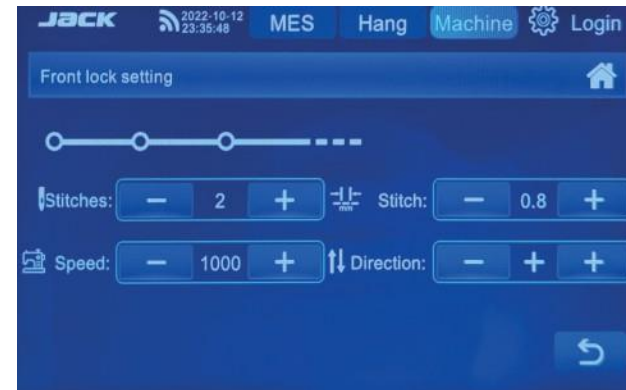 JACK 2022-10-12 23:35:48 MES Hang Machine Login
Front lock setting
Stitches: − 2 + mm Stitch: − 0.8 +
Speed: − 1000 + Direction: − + +